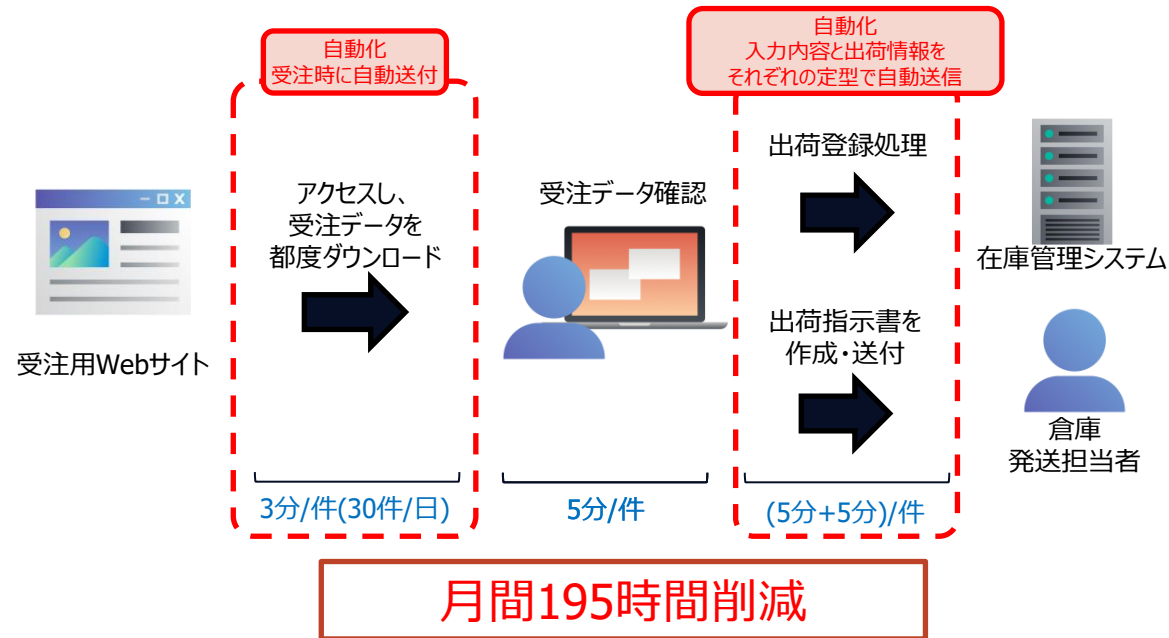 自動化
受注時に自動送付
自動化
入力内容と出荷情報を
それぞれの定型で自動送信
アクセスし、
受注データを
都度ダウンロード
受注データ確認
出荷登録処理
出荷指示書を
作成・送付
受注用Webサイト
在庫管理システム
倉庫
発送担当者
3分/件(30件/日)
5分/件
(5分+5分)/件
月間195時間削減